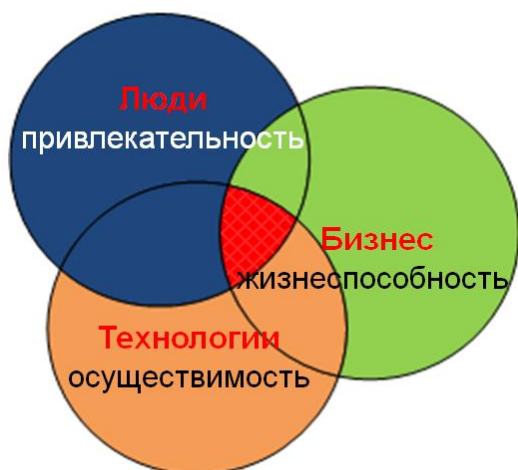 Люди
привлекательность
Бизнес
жизнеспособность
Технологии
осуществимость